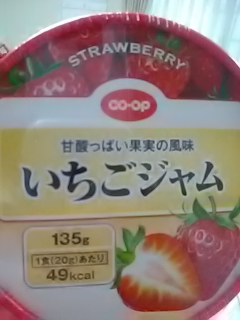 STRAWBERRY
CO・OP
甘酸っぱい果実の風味
いちごジャム
135g
1食(20g)あたり
49kcal